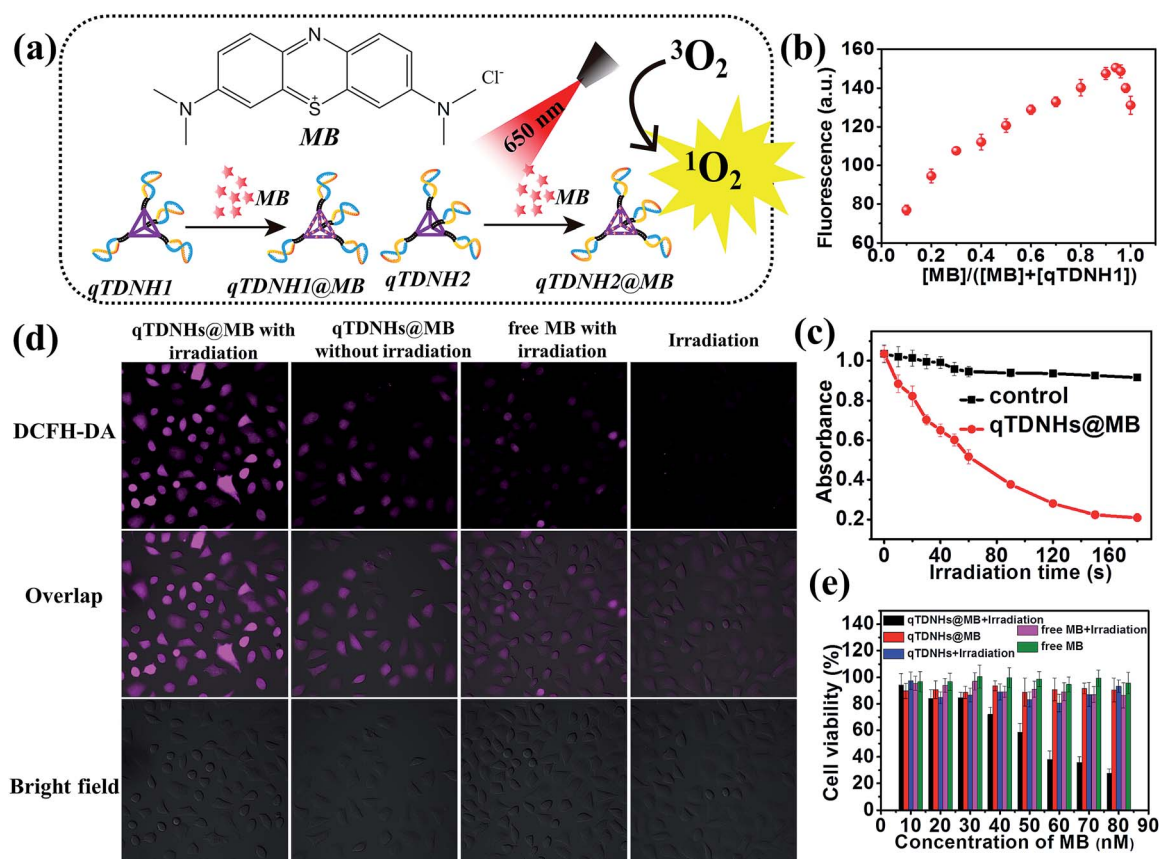 (a)
N
N
S+
N
Cl-
MB
650 nm
3O2
1O2
MB
MB
qTDNH1
qTDNH1@MB
qTDNH2
qTDNH2@MB
(b)
Fluorescence (a.u.)
160
140
120
100
80
60
0.0 0.2 0.4 0.6 0.8 1.0
[MB]/([MB]+[qTDNH1])
(c)
Absorbance
1.0
0.8
0.6
0.4
0.2
control
qTDNHs@MB
0 40 80 120 160
Irradiation time (s)
(d)
qTDNHs@MB with
irradiation
qTDNHs@MB
without irradiation
free MB with
irradiation
Irradiation
DCFH-DA
Overlap
Bright field
(e)
Cell viability (%)
140
120
100
80
60
40
20
0
qTDNHs@MB+Irradiation
qTDNHs@MB
qTDNHs+Irradiation
free MB+Irradiation
free MB
0 10 20 30 40 50 60 70 80 90
Concentration of MB (nM)